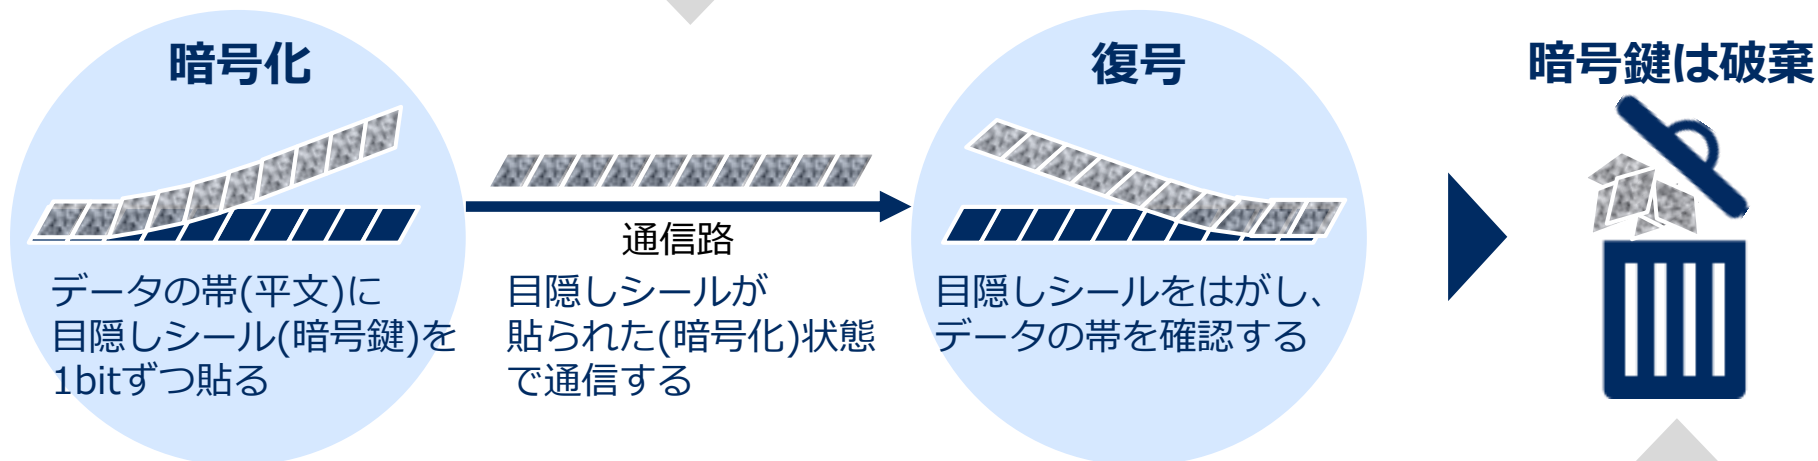 暗号化
データの帯(平文)に
目隠しシール(暗号鍵)を
1bitずつ貼る
通信路
目隠しシールが
貼られた(暗号化)状態
で通信する
復号
目隠しシールをはがし、
データの帯を確認する
暗号鍵は破棄